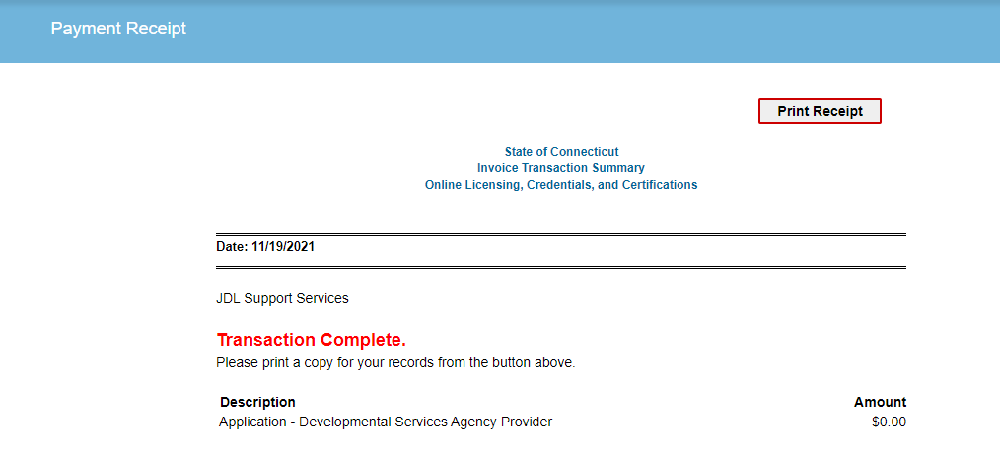 Payment Receipt
Print Receipt
State of Connecticut
Invoice Transaction Summary
Online Licensing, Credentials, and Certifications
Date: 11/19/2021
JDL Support Services
Transaction Complete.
Please print a copy for your records from the button above.
Description Amount
Application - Developmental Services Agency Provider $0.00